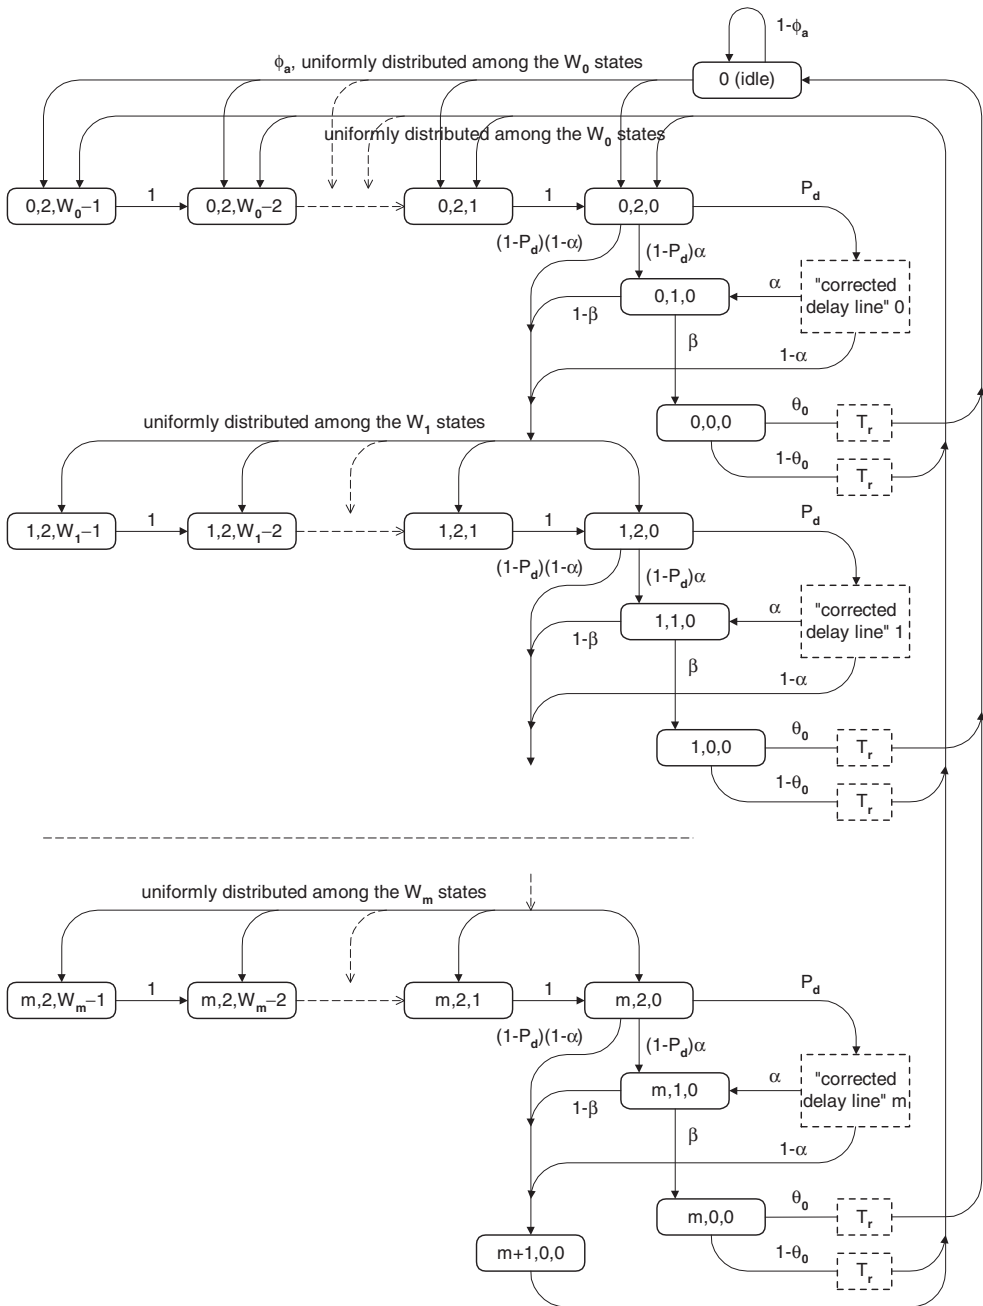 1-ϕa
0 (idle)
ϕa, uniformly distributed among the W0 states
uniformly distributed among the W0 states
0,2,W0−1
1
0,2,W0−2
0,2,1
1
0,2,0
Pd
(1-Pd)(1-α)
(1-Pd)α
0,1,0
α
"corrected
delay line" 0
1-β
β
1-α
0,0,0
θ0
Tr
1-θ0
Tr
uniformly distributed among the W1 states
1,2,W1−1
1
1,2,W1−2
1,2,1
1
1,2,0
Pd
(1-Pd)(1-α)
(1-Pd)α
1,1,0
α
"corrected
delay line" 1
1-β
β
1-α
1,0,0
θ0
Tr
1-θ0
Tr
uniformly distributed among the Wm states
m,2,Wm−1
1
m,2,Wm−2
m,2,1
1
m,2,0
Pd
(1-Pd)(1-α)
(1-Pd)α
m,1,0
α
"corrected
delay line" m
1-β
β
1-α
m,0,0
θ0
Tr
m+1,0,0
1-θ0
Tr